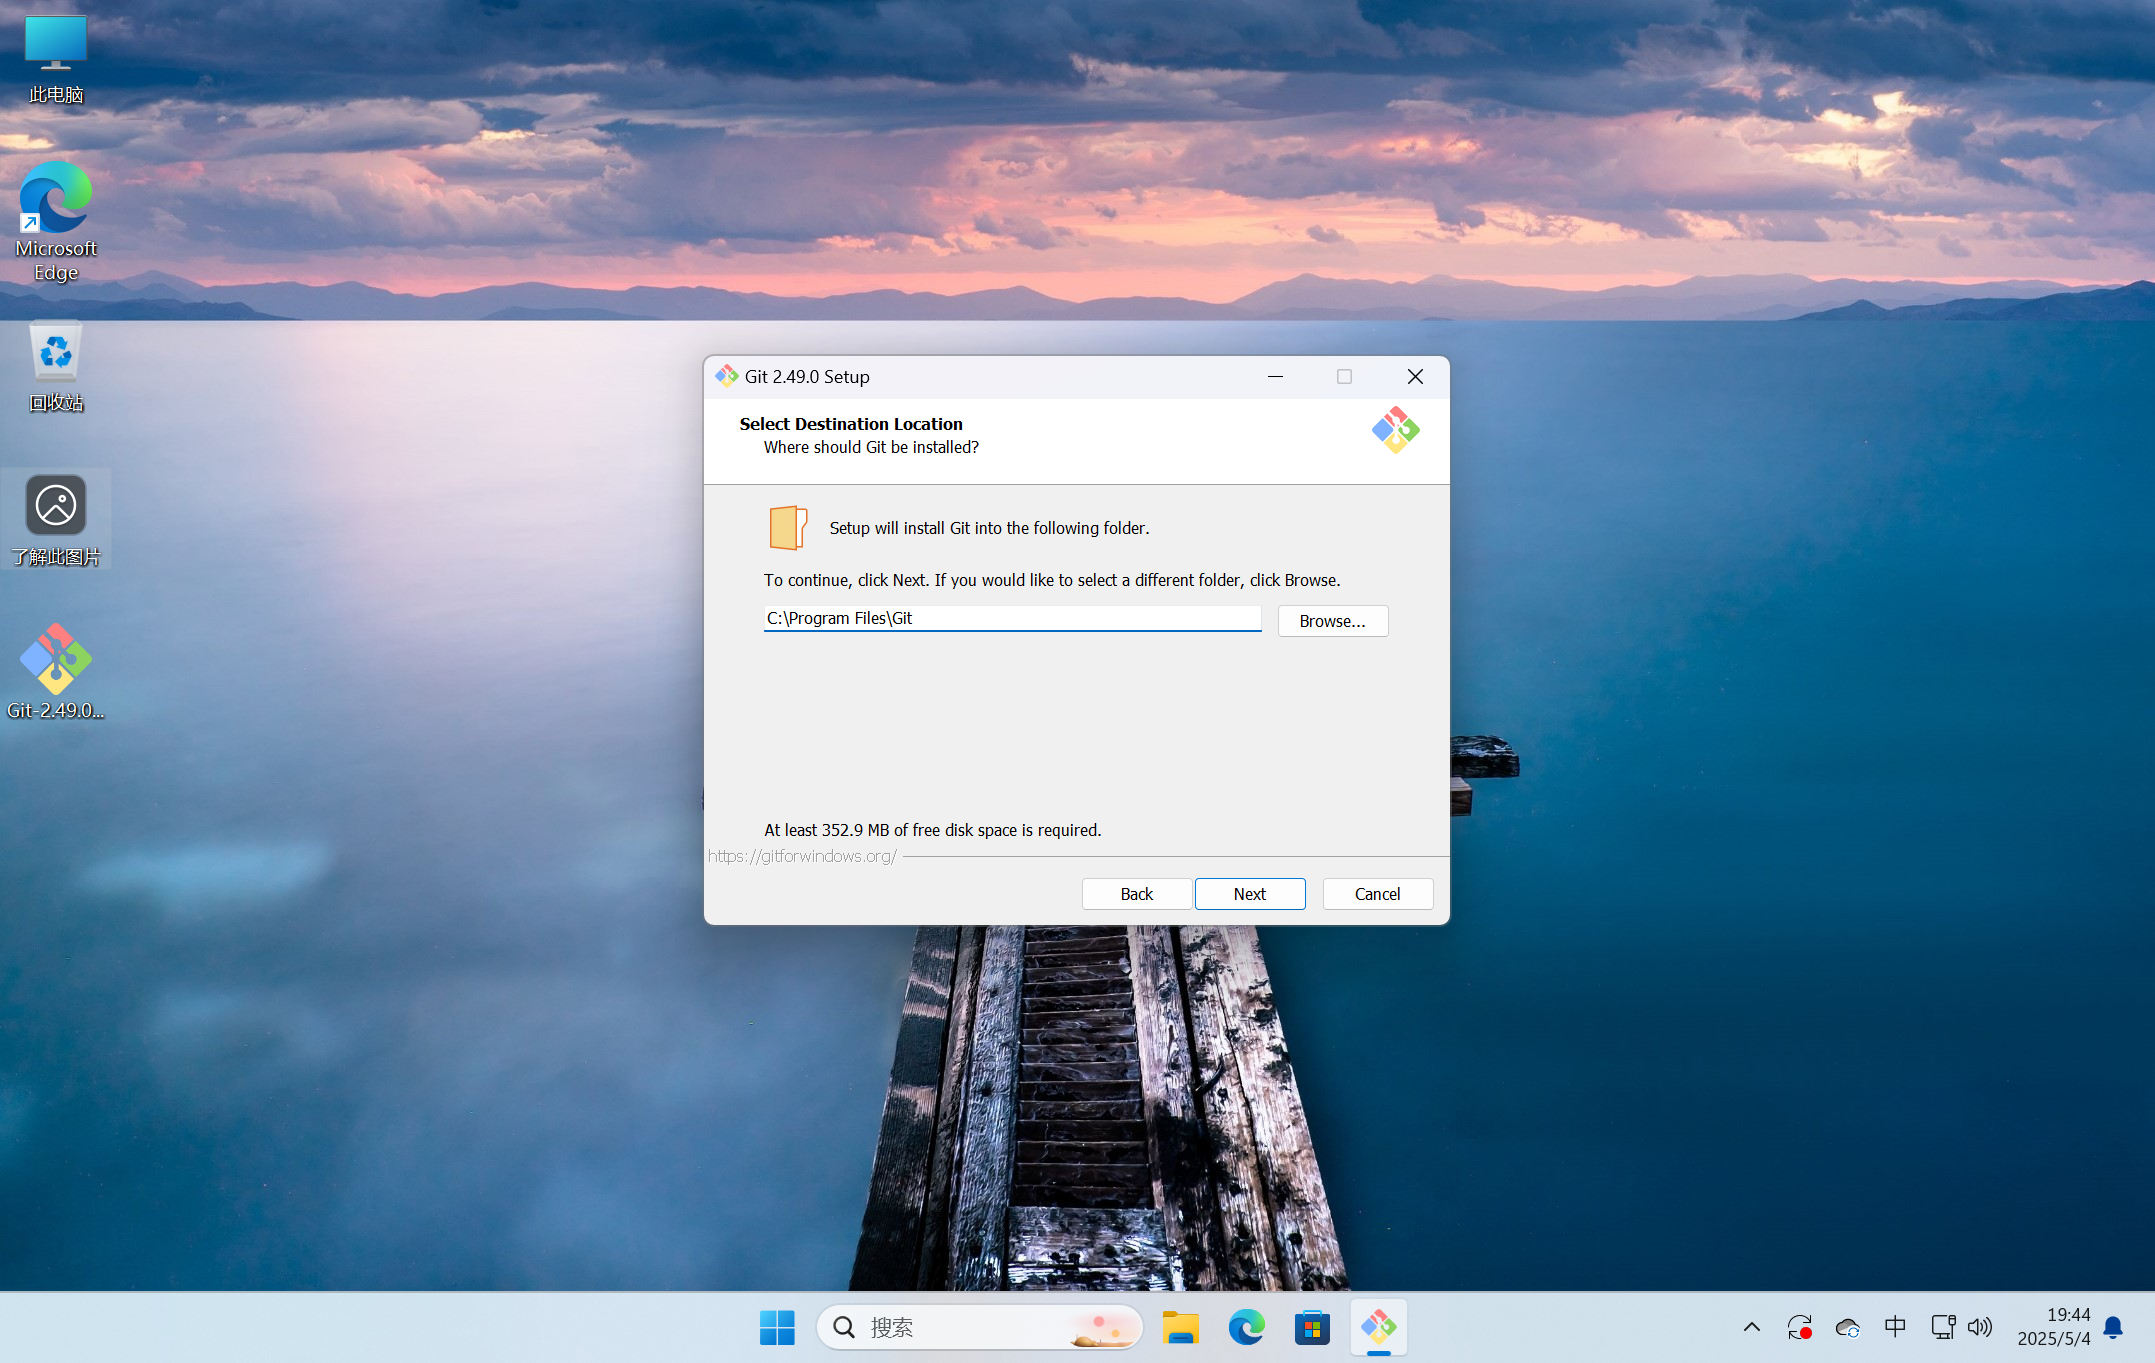 此电脑
Microsoft
Edge
回收站
了解此图片
Git-2.49.0...
Git 2.49.0 Setup
Select Destination Location
Where should Git be installed?
Setup will install Git into the following folder.
To continue, click Next. If you would like to select a different folder, click Browse.
C:\Program Files\Git
Browse...
At least 352.9 MB of free disk space is required.
https://gitforwindows.org/
Back
Next
Cancel
搜索
中
19:44
2025/5/4